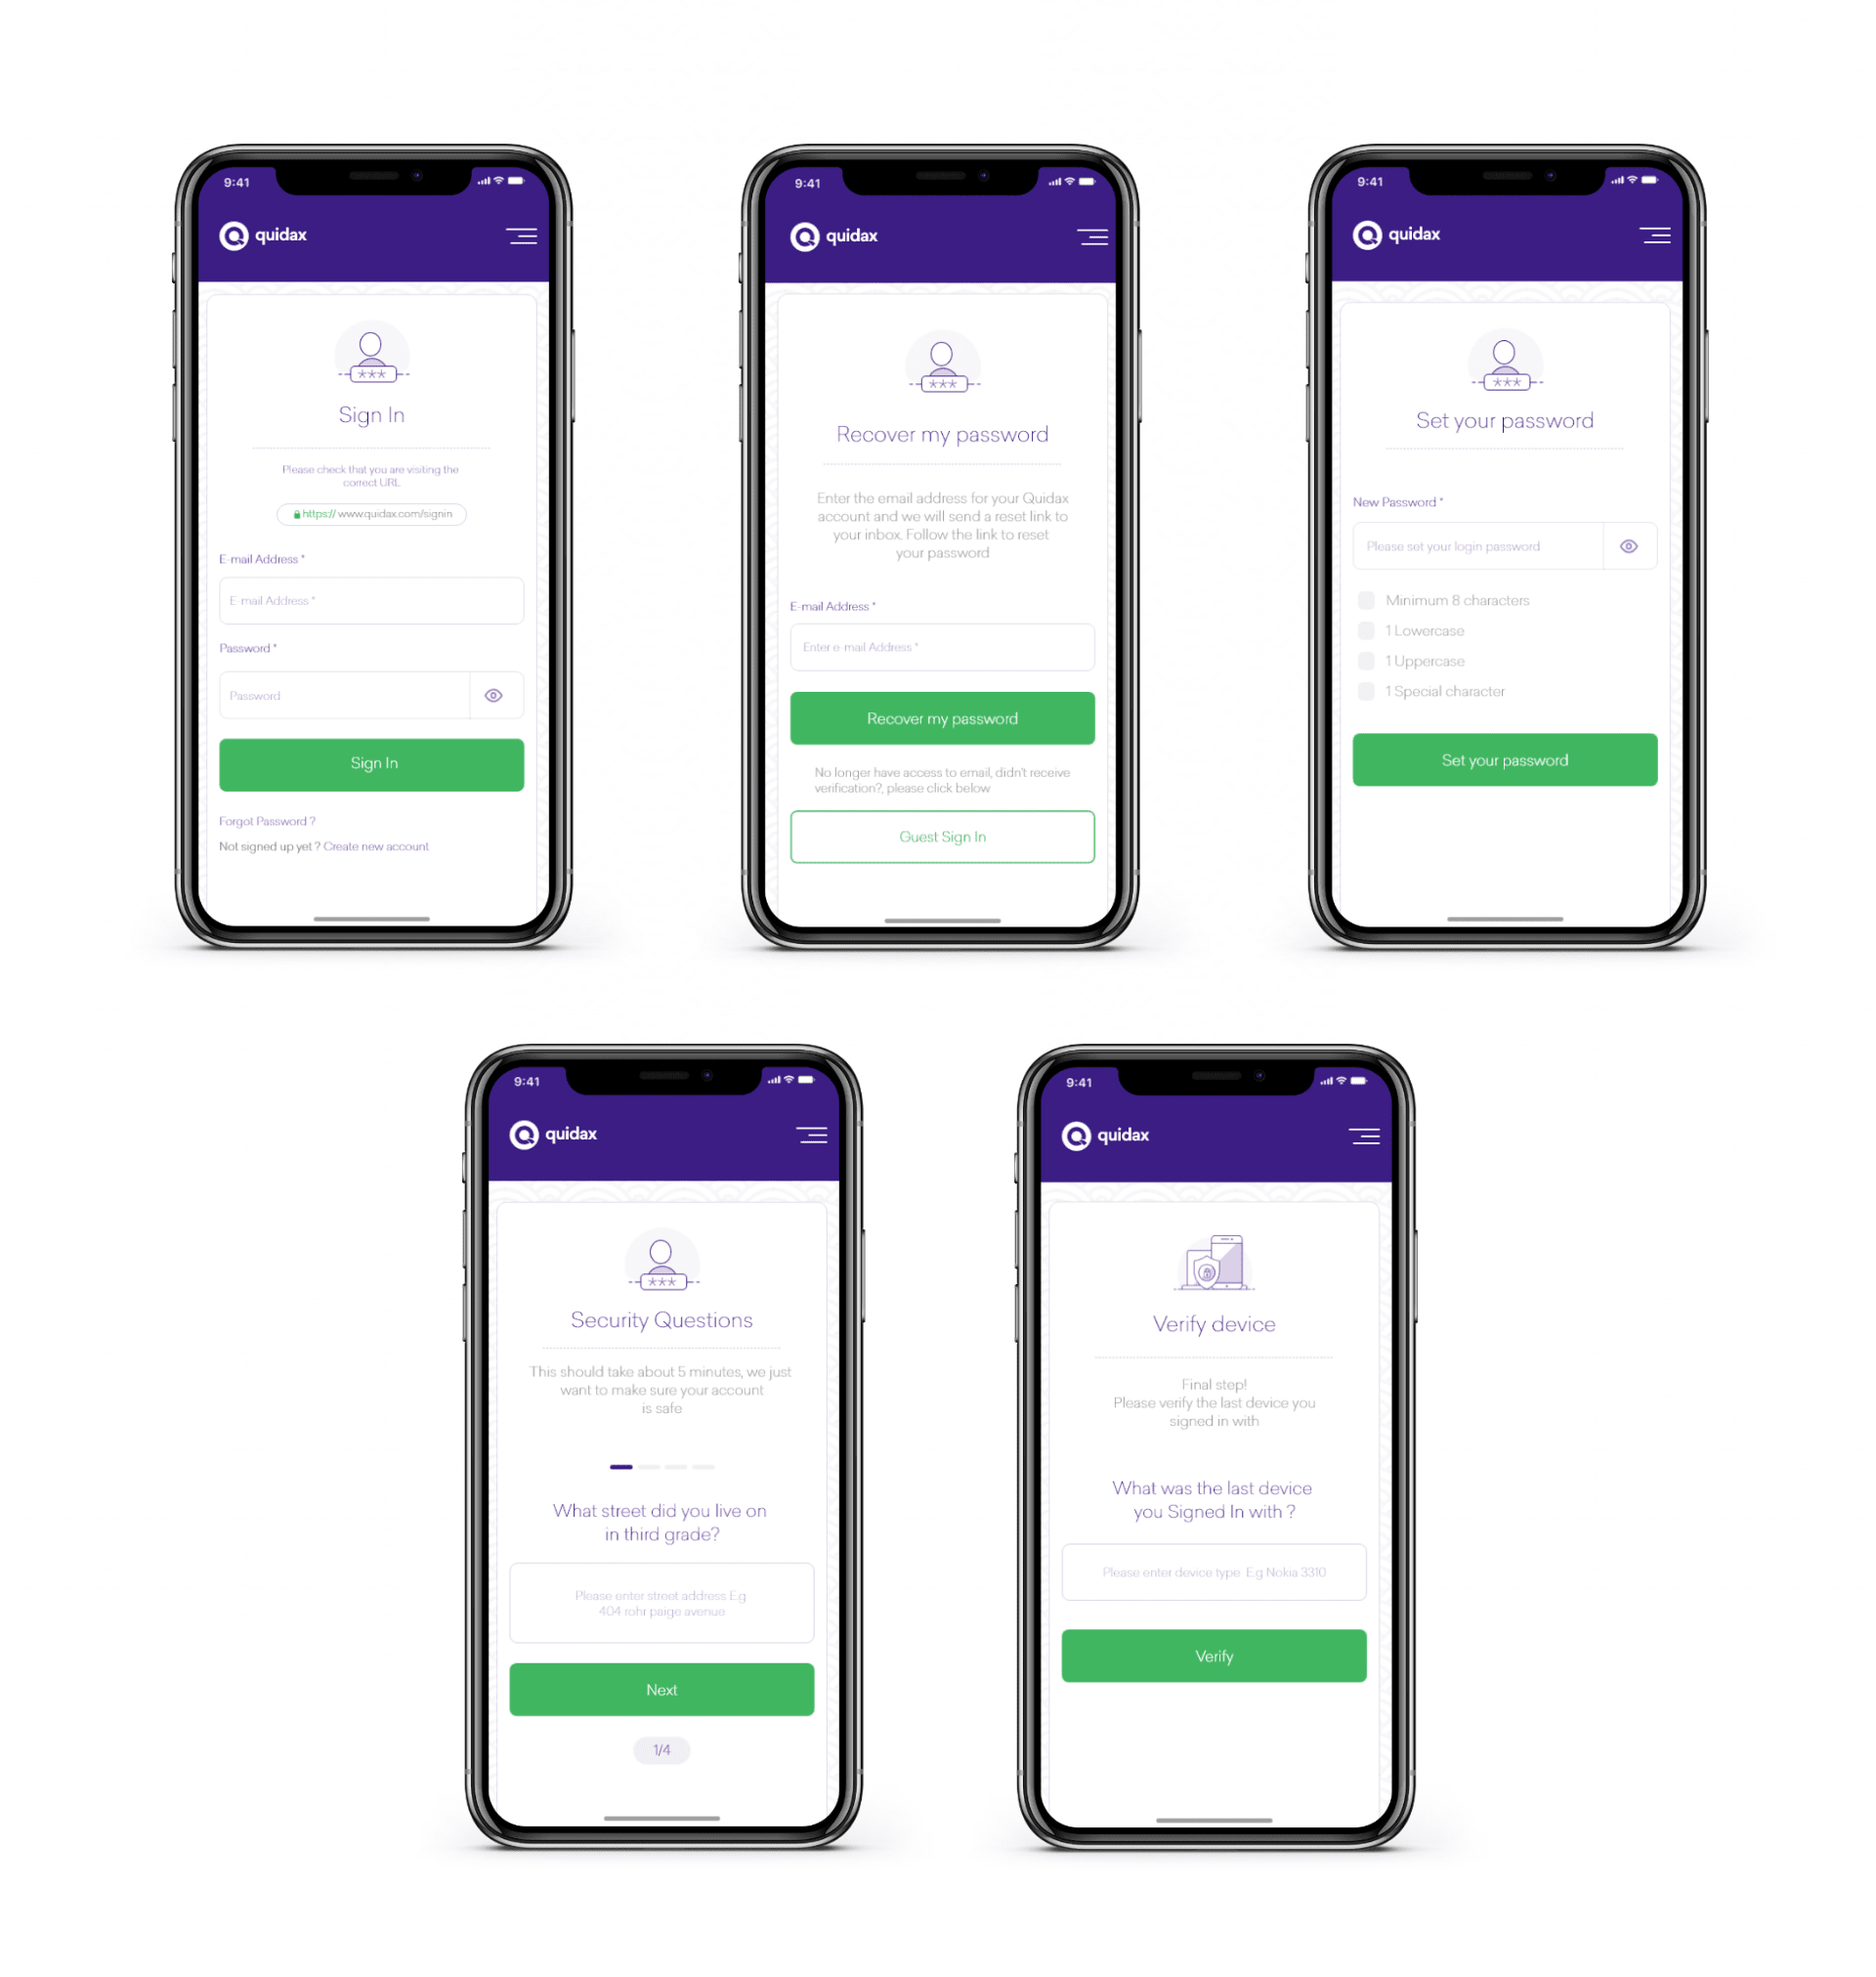 9:41
quidax
***
Sign In
Please check that you are visiting the
correct URL
https:// www.quidax.com/signin
E-mail Address *
E-mail Address *
Password *
Password
Sign In
Forgot Password ?
Not signed up yet ? Create new account
9:41
quidax
***
Recover my password
Enter the email address for your Quidax
account and we will send a reset link to
your inbox. Follow the link to reset
your password
E-mail Address *
Enter e-mail Address *
Recover my password
No longer have access to email, didn't receive
verification?, please click below
Guest Sign In
9:41
quidax
***
Set your password
New Password *
Please set your login password
Minimum 8 characters
1 Lowercase
1 Uppercase
1 Special character
Set your password
9:41
quidax
***
Security Questions
This should take about 5 minutes, we just
want to make sure your account
is safe
What street did you live on
in third grade?
Please enter street address E.g
404 rohr paige avenue
Next
1/4
9:41
quidax
Verify device
Final step!
Please verify the last device you
signed in with
What was the last device
you Signed In with ?
Please enter device type E.g Nokia 3310
Verify